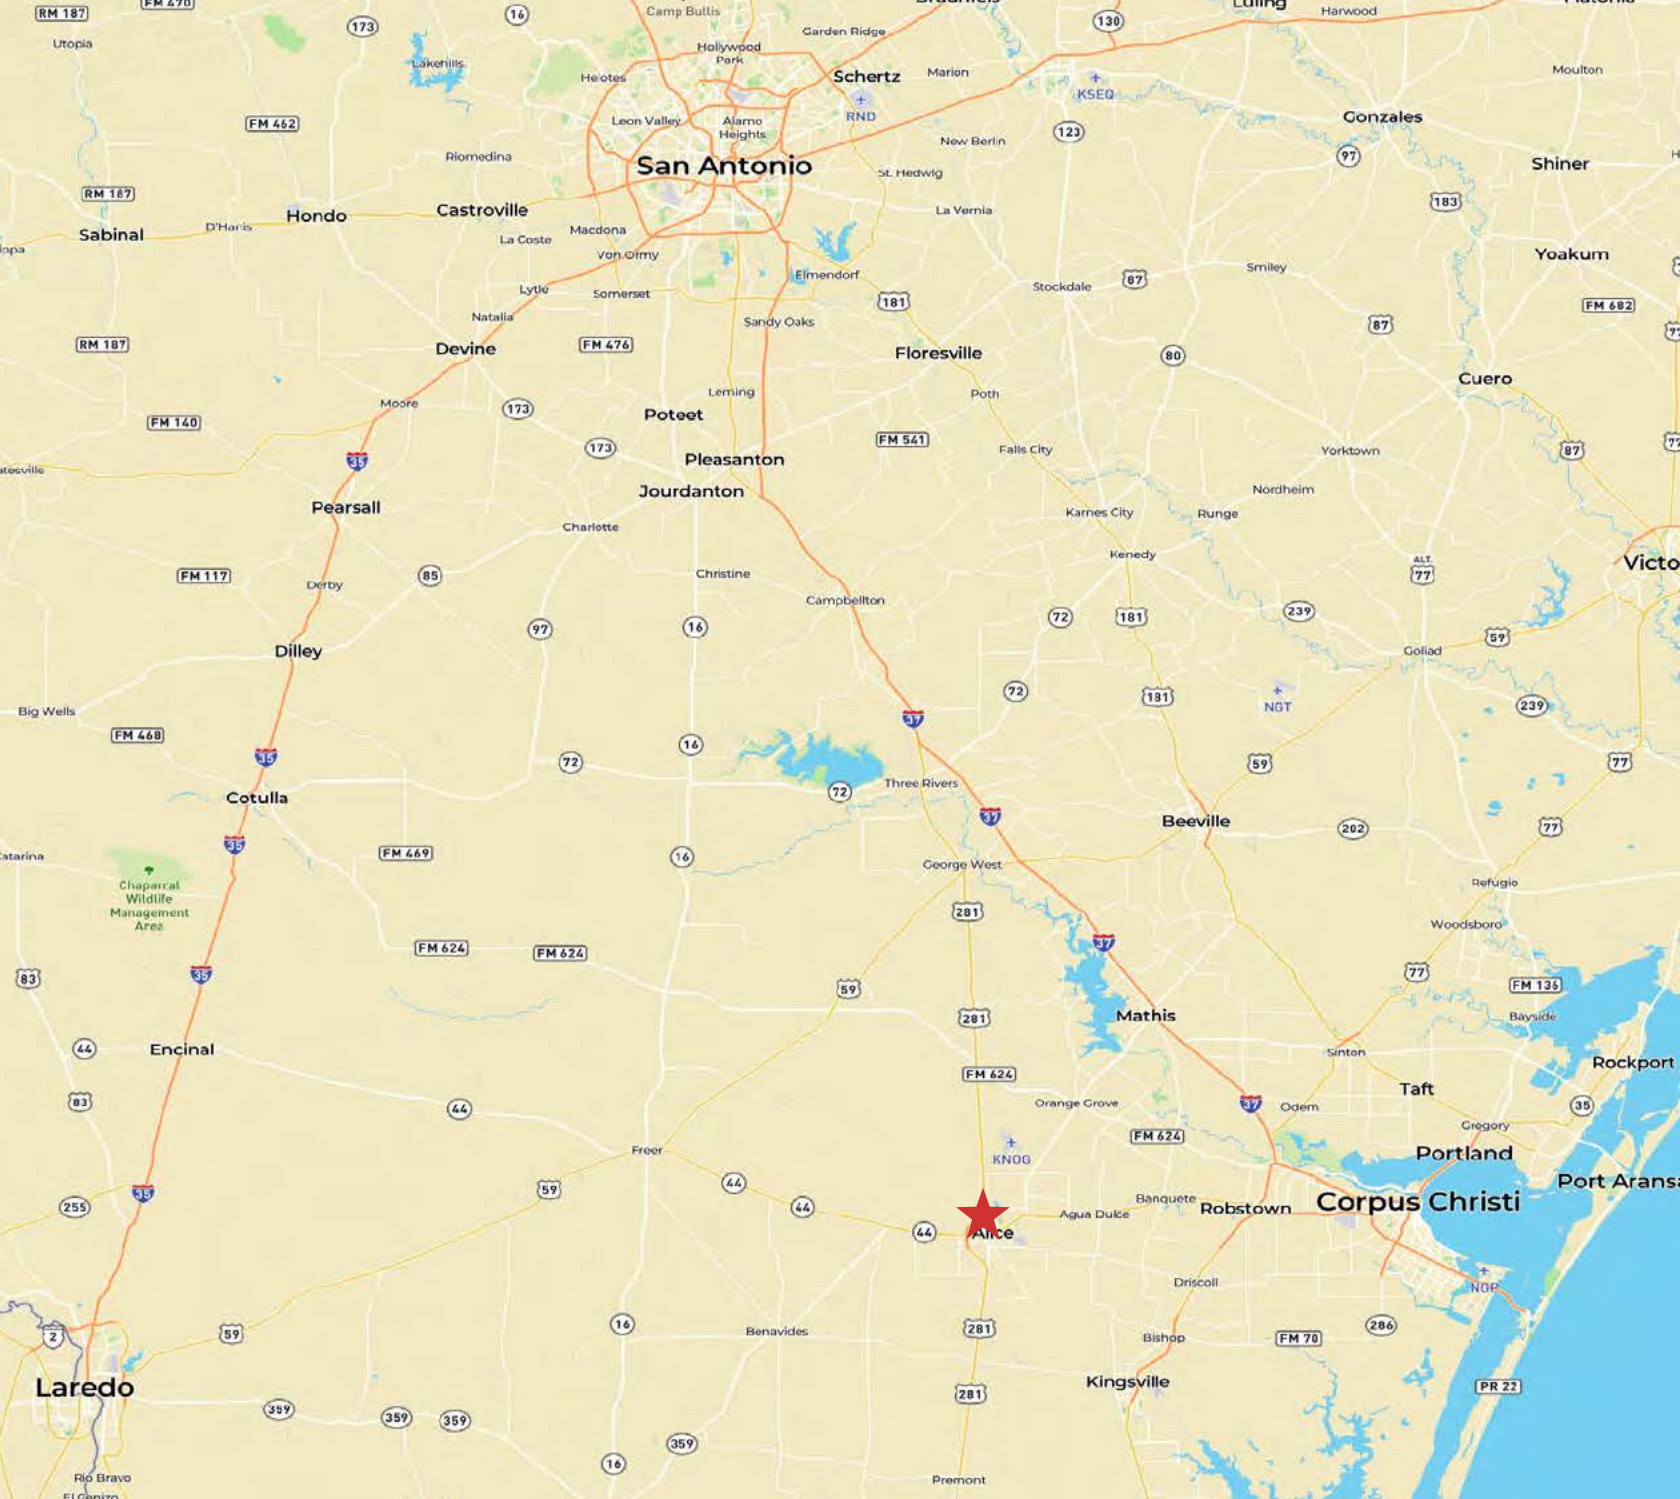 RM 187
FM 470
16
Camp Bullis
130
Luling
Harwood
173
Utopia
Garden Ridge
Hollywood
Park
Lakehills
Helotes
Schertz
Marion
Moulton
KSEQ
RND
Gonzales
FM 462
Leon Valley
Alamo
Heights
123
New Berlin
97
Riomedina
San Antonio
Shiner
St. Hedwig
RM 187
183
Hondo
Castroville
La Vernia
D'Hanis
Sabinal
Macdona
La Coste
Von Ormy
Yoakum
Smiley
Elmendorf
87
Stockdale
Lytle
Somerset
181
FM 682
Natalia
Sandy Oaks
87
RM 187
Devine
FM 476
Floresville
80
Cuero
Leming
Poth
Moore
173
Poteet
FM 140
FM 541
173
Falls City
Yorktown
87
35
Pleasanton
Jourdanton
Nordheim
Pearsall
Karnes City
Runge
Charlotte
Kenedy
Victo
ALT.
77
FM 117
85
Christine
Derby
Campbellton
239
72
181
97
16
59
Dilley
Goliad
72
181
NGT
239
Big Wells
37
FM 468
16
35
72
59
77
Three Rivers
72
Cotulla
37
Beeville
202
77
35
FM 469
16
George West
Chaparral
Wildlife
Management
Area
Refugio
281
Woodsboro
FM 624
FM 624
37
83
35
59
77
FM 136
281
Mathis
Bayside
44
Encinal
Sinton
Rockport
FM 624
Taft
83
Orange Grove
37
Odem
35
44
Gregory
FM 624
KNOG
Freer
Portland
44
59
35
Port Aransa
Banquete
Corpus Christi
255
44
Agua Dulce
Robstown
44
Alice
NGP
Driscoll
16
286
2
59
Benavides
281
Bishop
FM 70
Laredo
Kingsville
PR 22
281
359
359
359
359
16
Rio Bravo
Premont